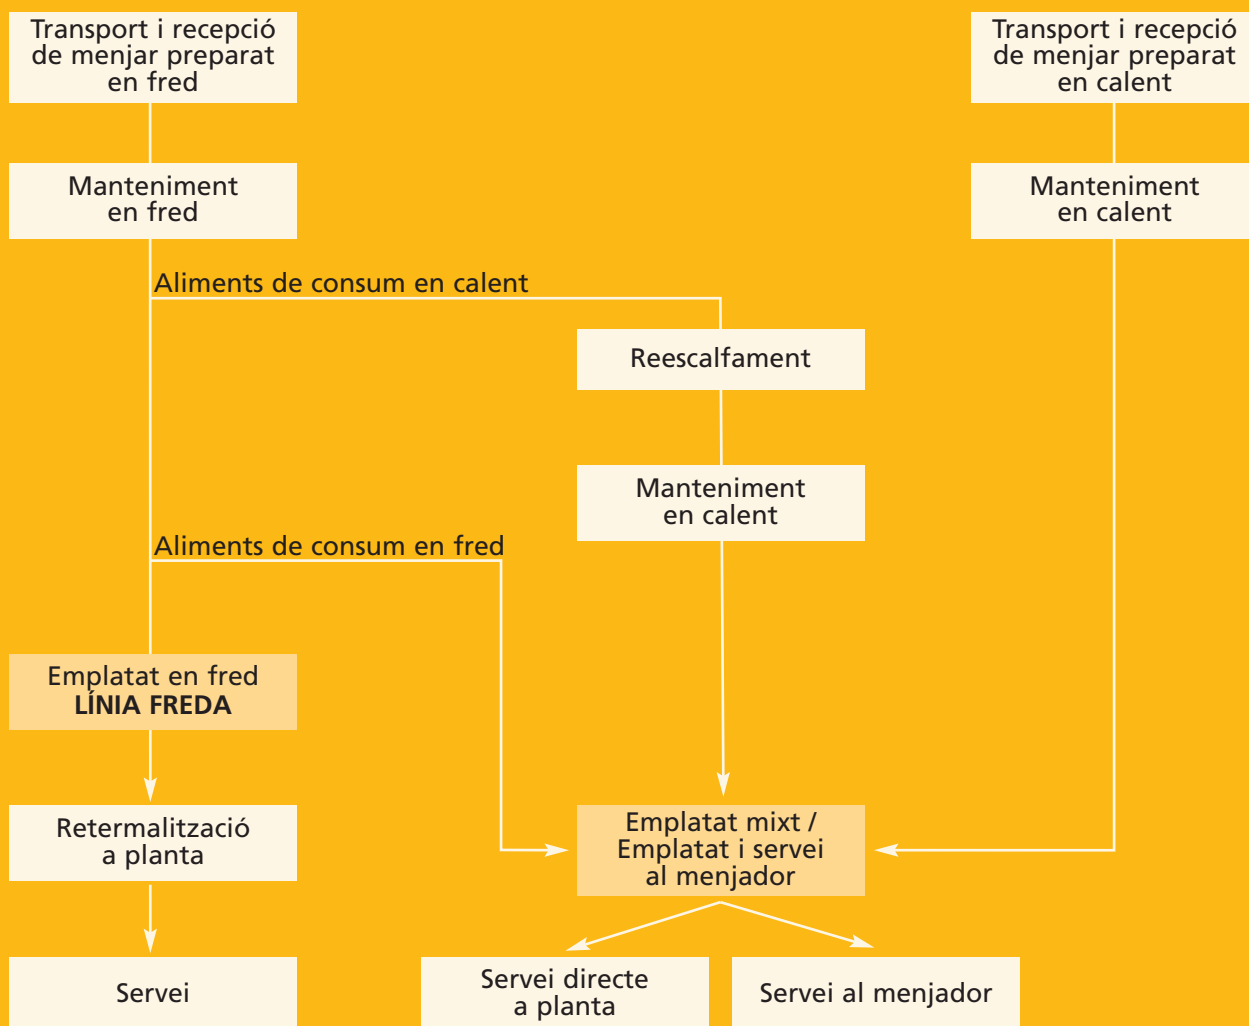 Transport i recepció
de menjar preparat
en fred
Transport i recepció
de menjar preparat
en calent
Manteniment
en fred
Manteniment
en calent
Aliments de consum en calent
Reescalfament
Manteniment
en calent
Aliments de consum en fred
Emplatat en fred
LÍNIA FREDA
Retermalització
a planta
Emplatat mixt /
Emplatat i servei
al menjador
Servei
Servei directe
a planta
Servei al menjador